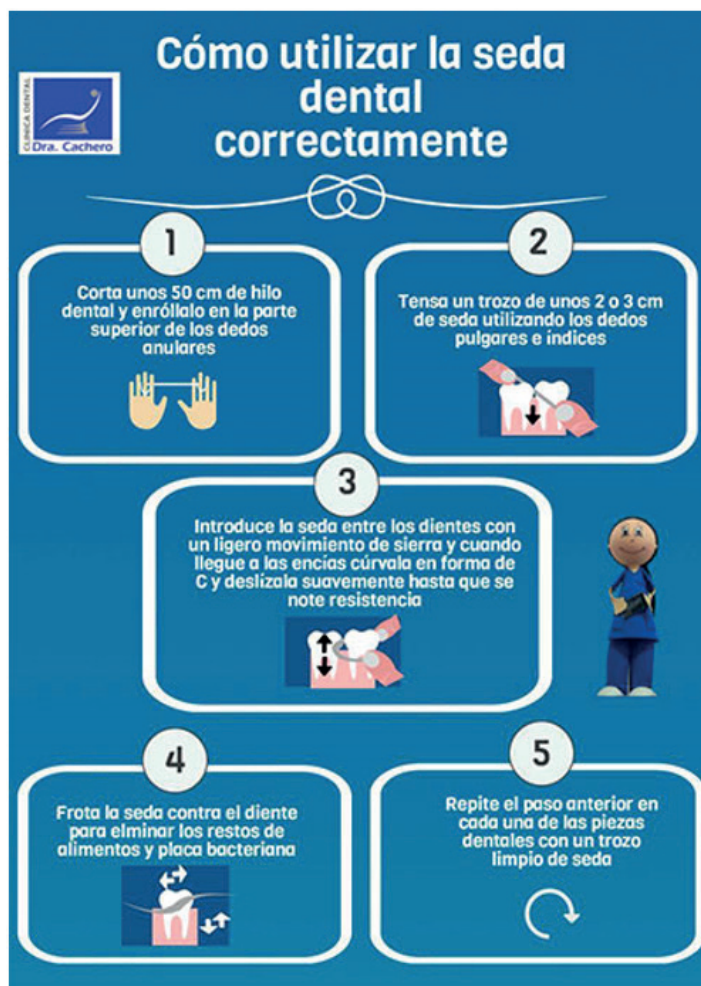 Cómo utilizar la seda
dental
correctamente
CLINICA DENTAL
Dra. Cachero
1
Corta unos 50 cm de hilo
dental y enróllalo en la parte
superior de los dedos
anulares
2
Tensa un trozo de unos 2 o 3 cm
de seda utilizando los dedos
pulgares e índices
3
Introduce la seda entre los dientes con
un ligero movimiento de sierra y cuando
llegue a las encías cúrvala en forma de
C y deslízala suavemente hasta que se
note resistencia
4
Frota la seda contra el diente
para elminar los restos de
alimentos y placa bacteriana
5
Repite el paso anterior en
cada una de las piezas
dentales con un trozo
limpio de seda